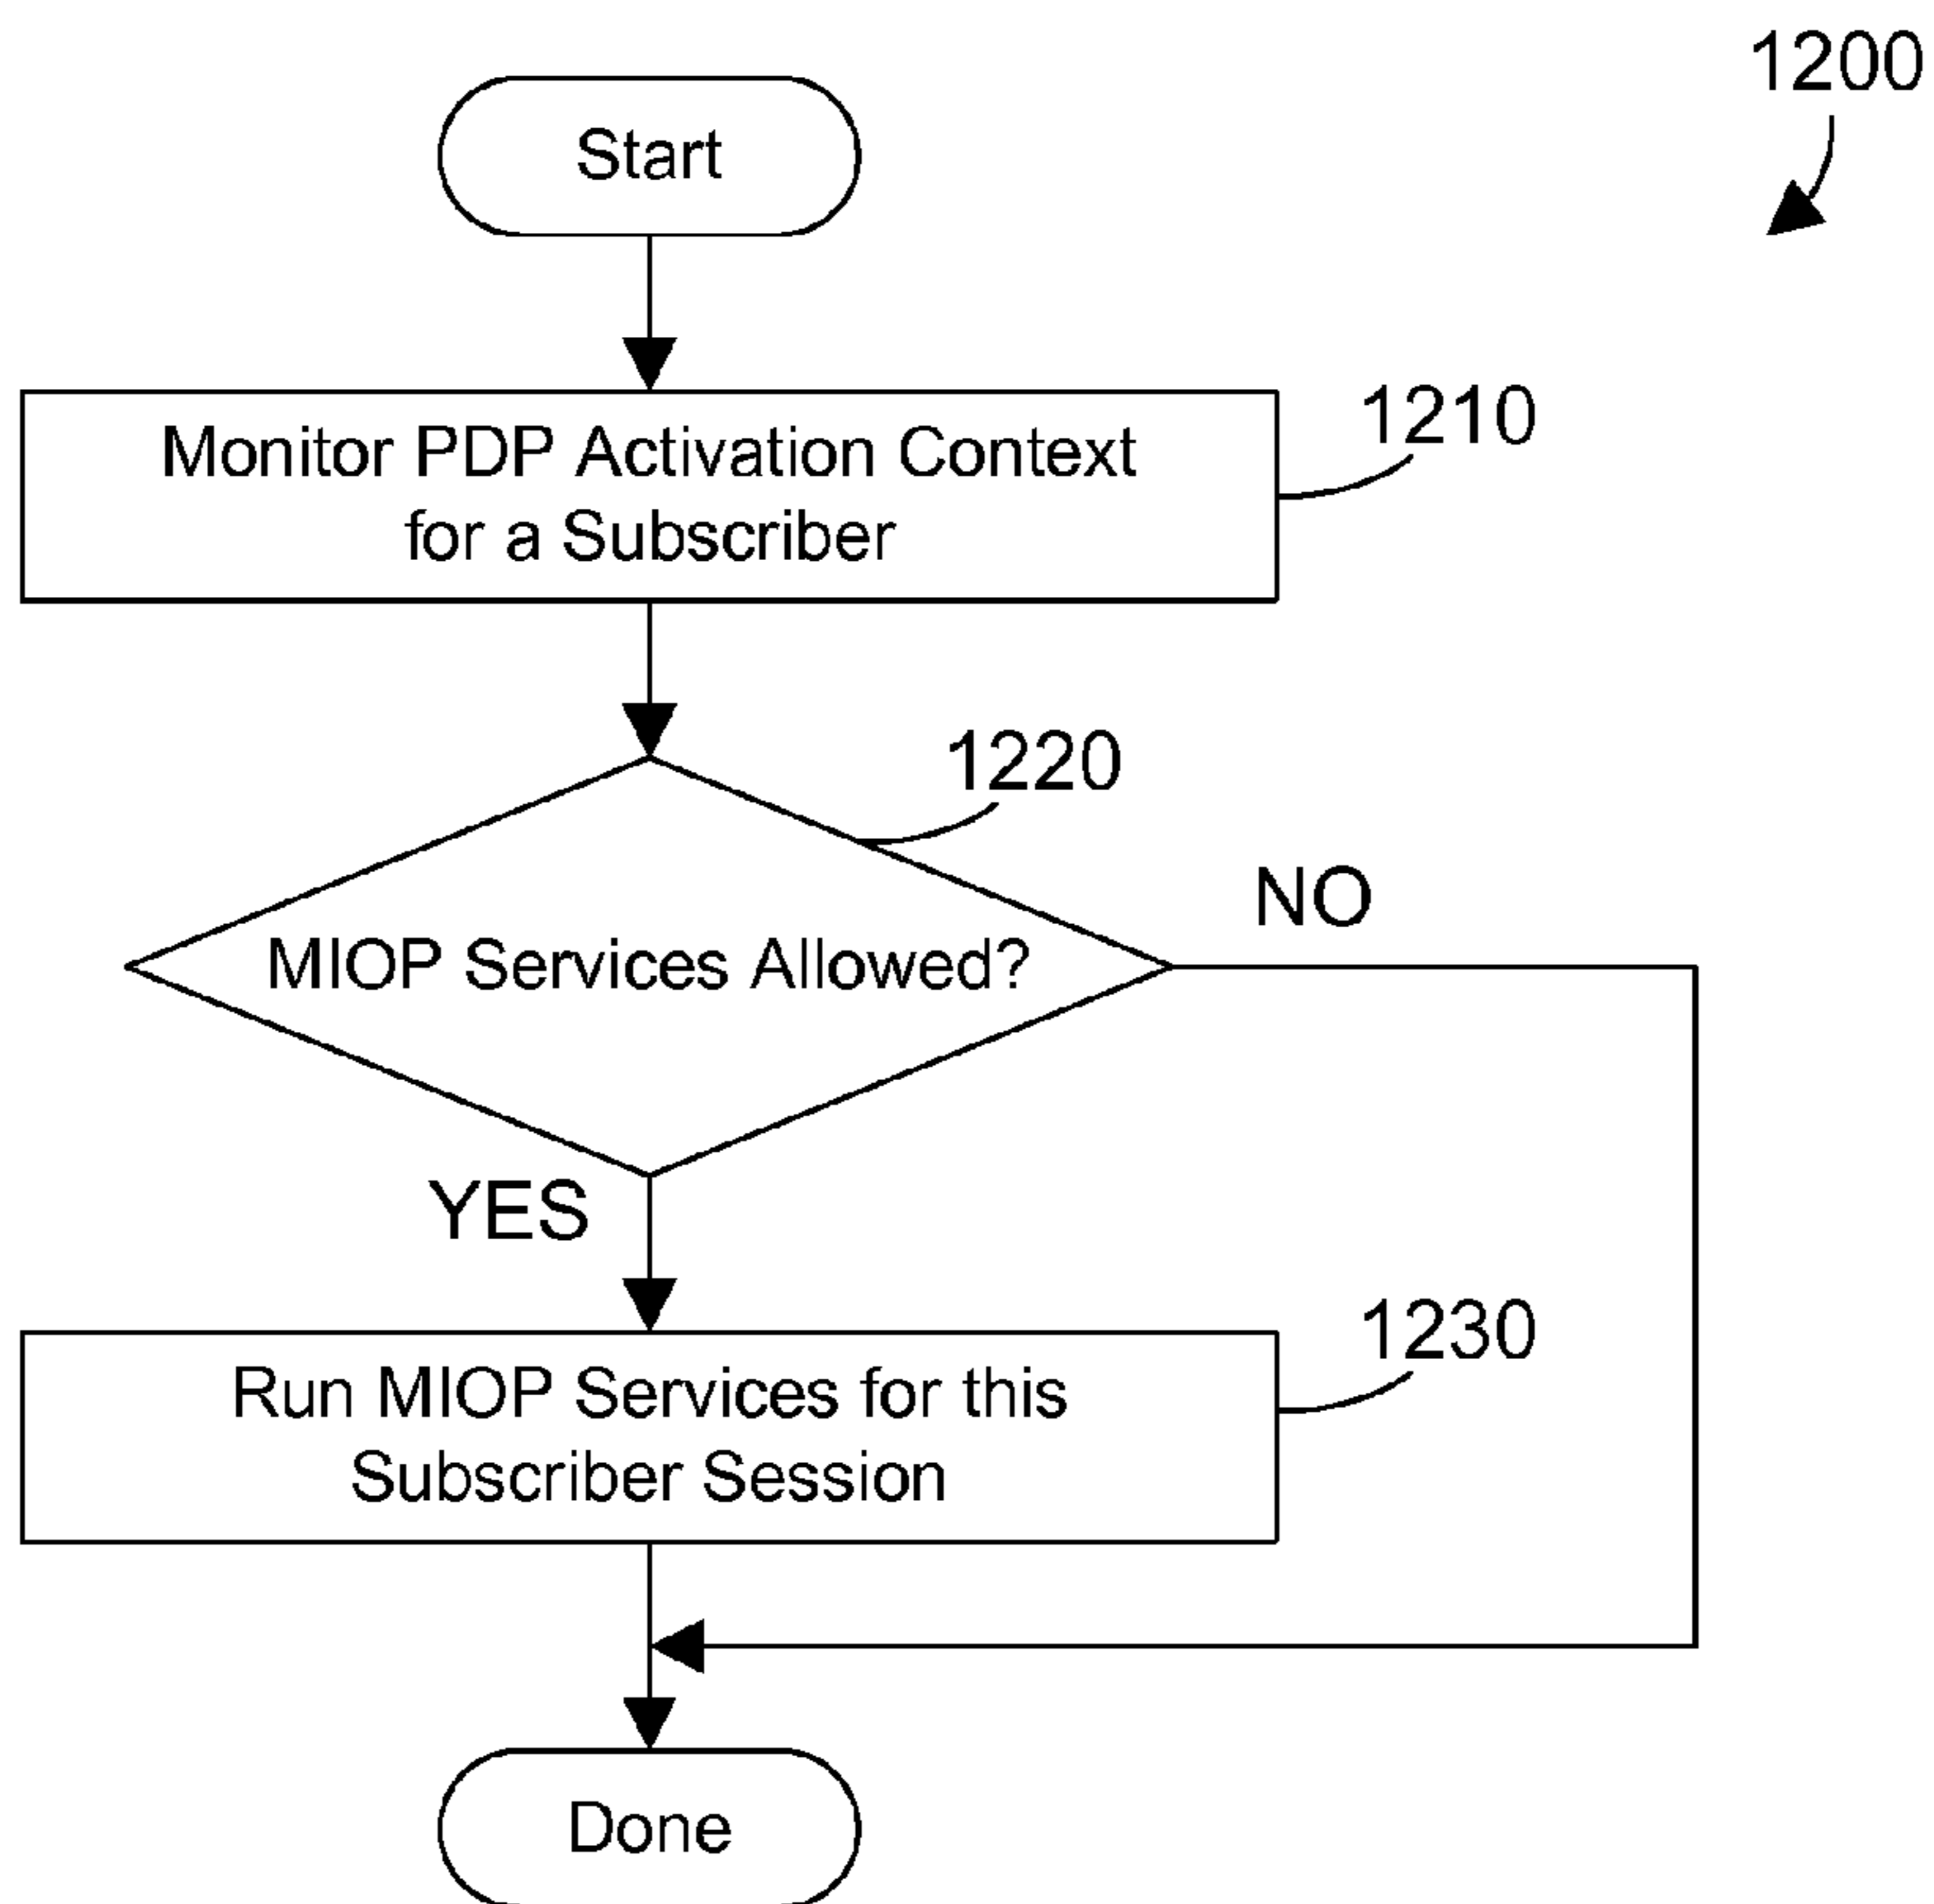 1200
Start
Monitor PDP Activation Context
for a Subscriber
1210
1220
MIOP Services Allowed?
NO
YES
Run MIOP Services for this
Subscriber Session
1230
Done